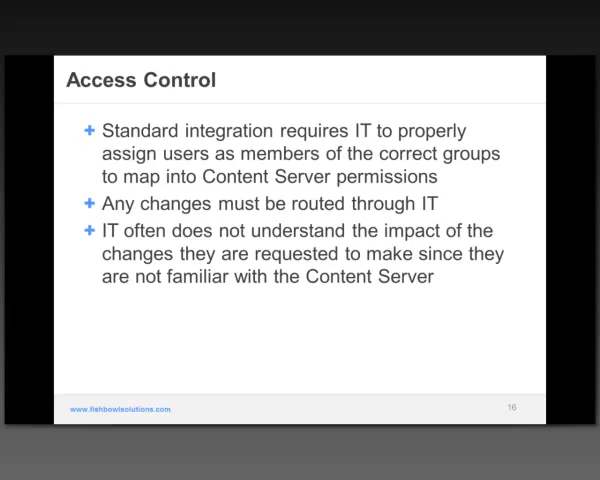 Access Control
Standard integration requires IT to properly
assign users as members of the correct groups
to map into Content Server permissions
Any changes must be routed through IT
IT often does not understand the impact of the
changes they are requested to make since they
are not familiar with the Content Server
www.fishbowlsolutions.com
16